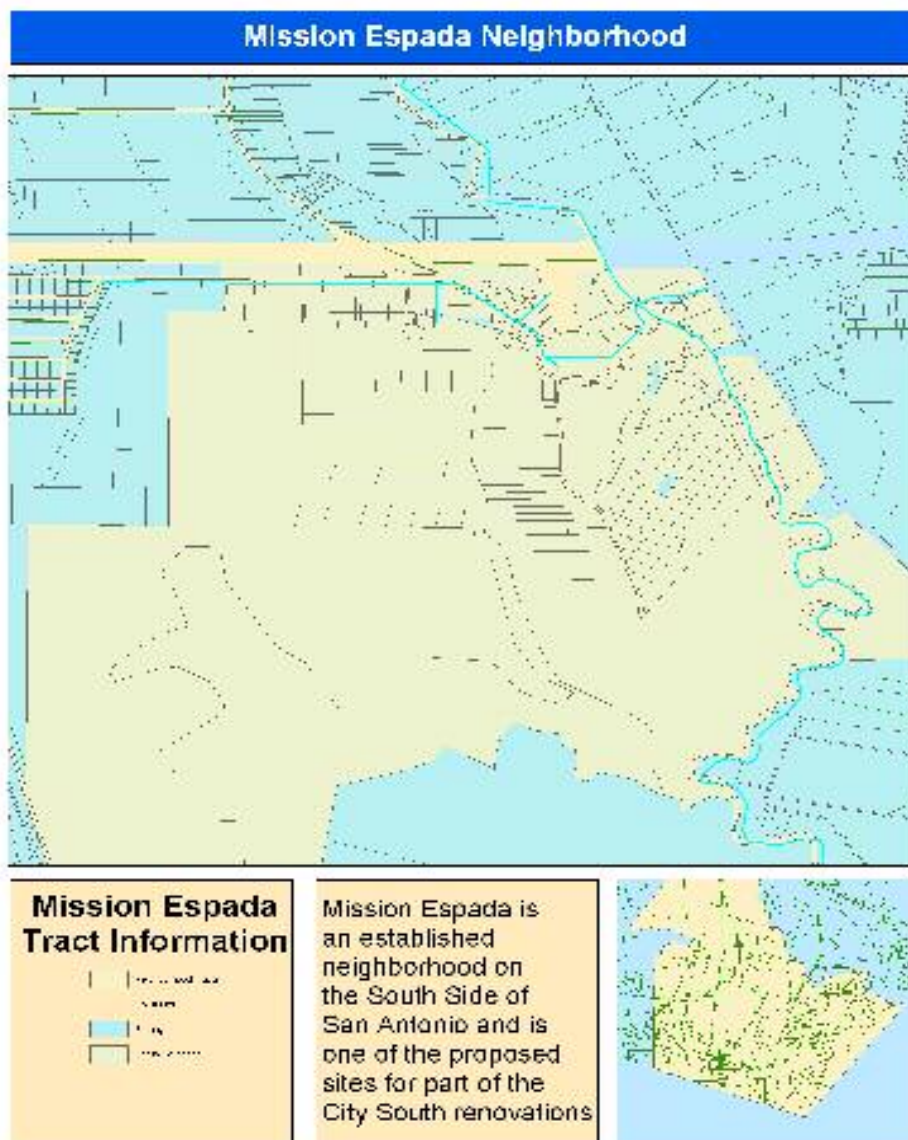 Mission Espada Neighborhood
Mission Espada
Tract Information
Mission Espada is
an established
neighborhood on
the South Side of
San Antonio and is
one of the proposed
sites for part of the
City South renovations